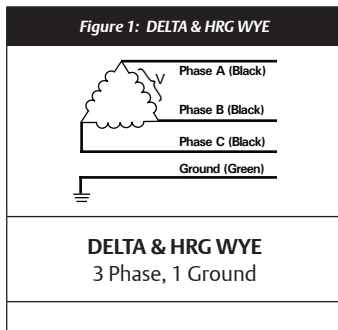 Figure 1: DELTA & HRG WYE
Phase A (Black)
V
Phase B (Black)
Phase C (Black)
Ground (Green)
DELTA & HRG WYE
3 Phase, 1 Ground